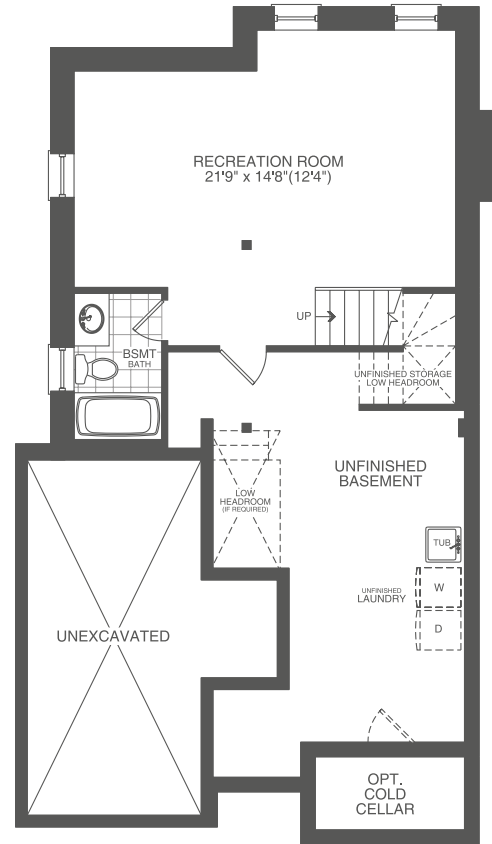 RECREATION ROOM
21'9" x 14'8"(12'4")
UP
BSMT
BATH
UNFINISHED STORAGE
LOW HEADROOM
UNFINISHED
BASEMENT
LOW
HEADROOM
(IF REQUIRED)
TUB
UNFINISHED
LAUNDRY
W
D
UNEXCAVATED
OPT.
COLD
CELLAR